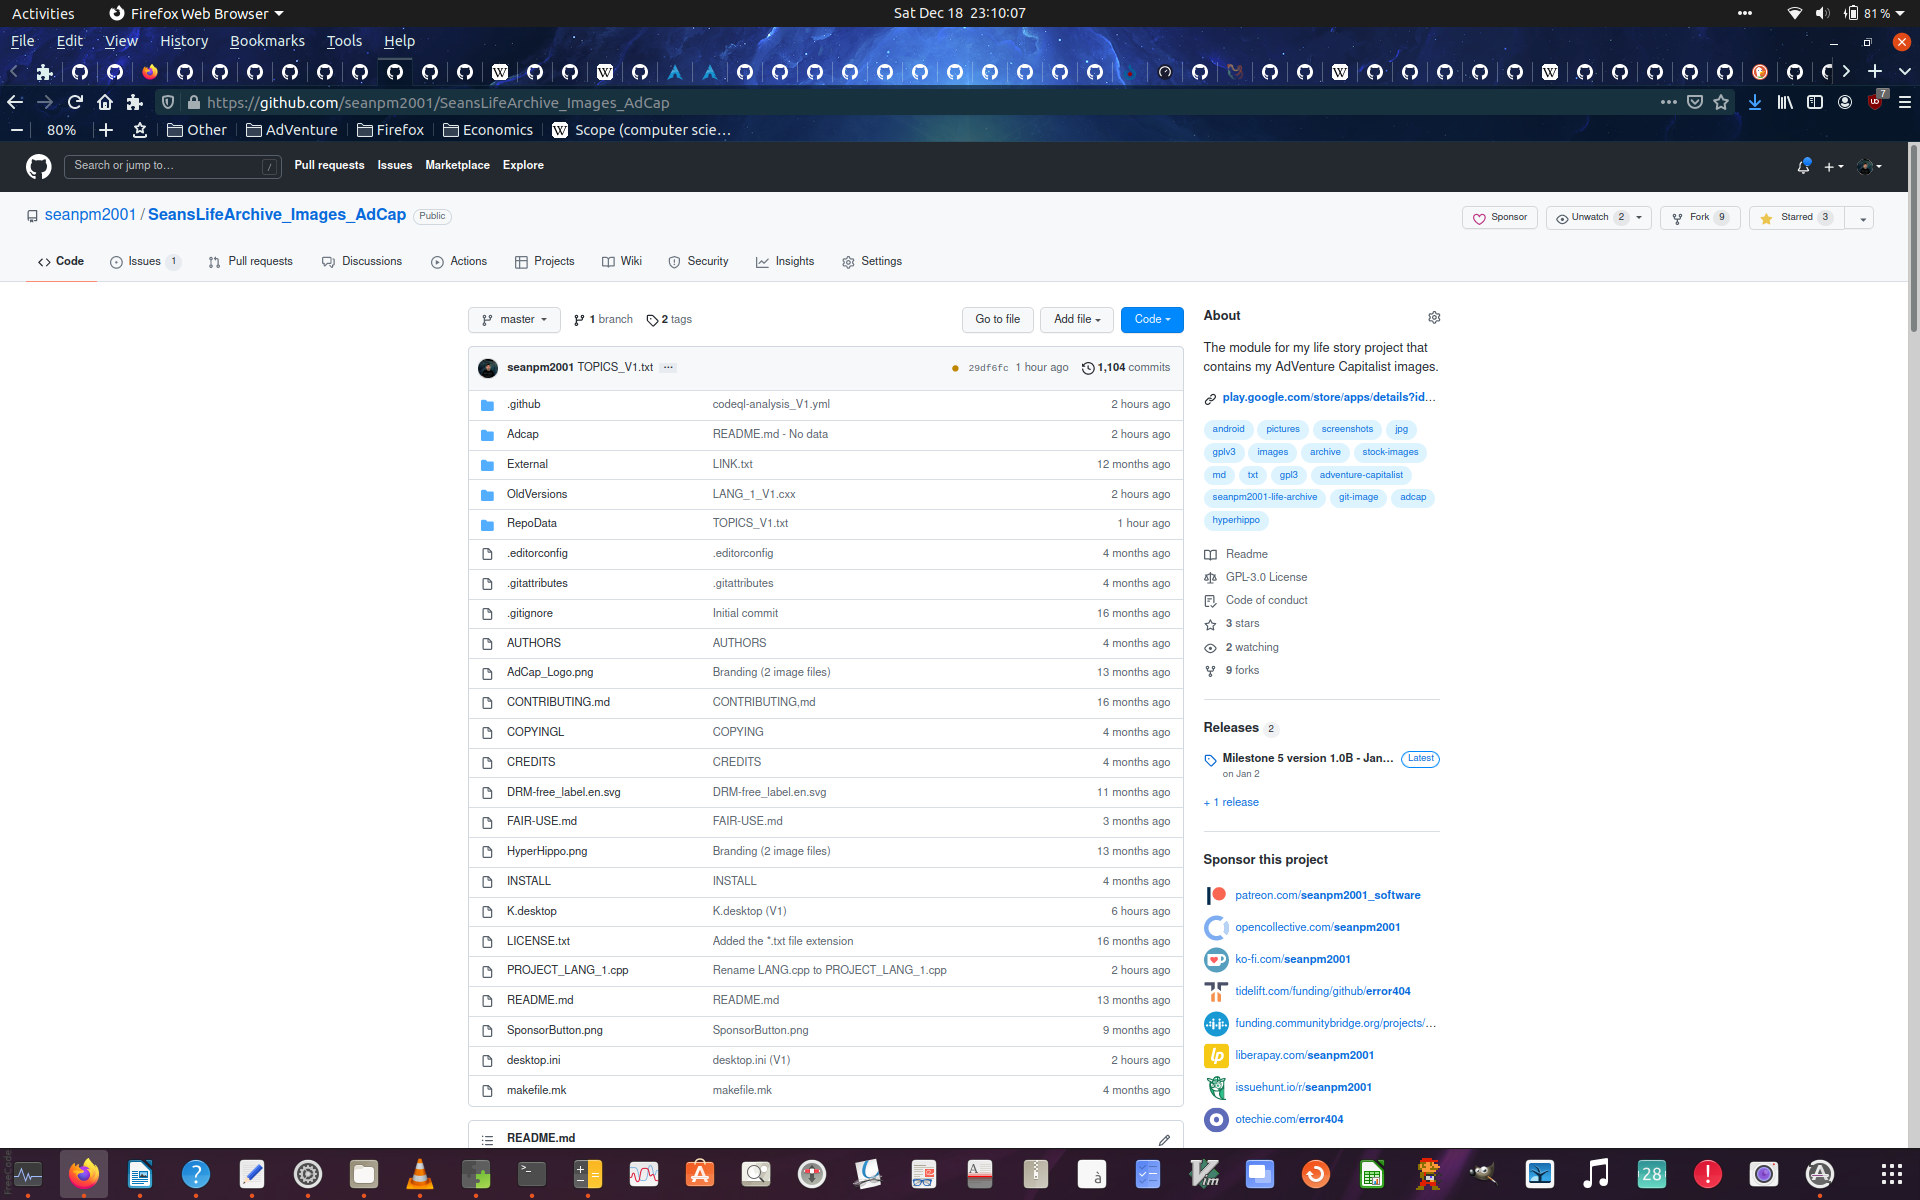 Activities Firefox Web Browser Sat Dec 18 23:10:07 81 %
File Edit View History Bookmarks Tools Help
https://github.com/seanpm2001/SeansLifeArchive_Images_AdCap 7
80% Other AdVenture Firefox Economics Scope (computer scie…
Search or jump to… / Pull requests Issues Marketplace Explore
seanpm2001 / SeansLifeArchive_Images_AdCap Public Sponsor Unwatch 2 Fork 9 Starred 3
Code Issues 1 Pull requests Discussions Actions Projects Wiki Security Insights Settings
master 1 branch 2 tags Go to file Add file Code
seanpm2001 TOPICS_V1.txt ... 29df6fc 1 hour ago 1,104 commits
.github codeql-analysis_V1.yml 2 hours ago
Adcap README.md - No data 2 hours ago
External LINK.txt 12 months ago
OldVersions LANG_1_V1.cxx 2 hours ago
RepoData TOPICS_V1.txt 1 hour ago
.editorconfig .editorconfig 4 months ago
.gitattributes .gitattributes 4 months ago
.gitignore Initial commit 16 months ago
AUTHORS AUTHORS 4 months ago
AdCap_Logo.png Branding (2 image files) 13 months ago
CONTRIBUTING.md CONTRIBUTING,md 16 months ago
COPYINGL COPYING 4 months ago
CREDITS CREDITS 4 months ago
DRM-free_label.en.svg DRM-free_label.en.svg 11 months ago
FAIR-USE.md FAIR-USE.md 3 months ago
HyperHippo.png Branding (2 image files) 13 months ago
INSTALL INSTALL 4 months ago
K.desktop K.desktop (V1) 6 hours ago
LICENSE.txt Added the *.txt file extension 16 months ago
PROJECT_LANG_1.cpp Rename LANG.cpp to PROJECT_LANG_1.cpp 2 hours ago
README.md README.md 13 months ago
SponsorButton.png SponsorButton.png 9 months ago
desktop.ini desktop.ini (V1) 2 hours ago
makefile.mk makefile.mk 4 months ago
README.md
About
The module for my life story project that
contains my AdVenture Capitalist images.
play.google.com/store/apps/details?id…
android pictures screenshots jpg
gplv3 images archive stock-images
md txt gpl3 adventure-capitalist
seanpm2001-life-archive git-image adcap
hyperhippo
Readme
GPL-3.0 License
Code of conduct
3 stars
2 watching
9 forks
Releases 2
Milestone 5 version 1.0B - Jan... Latest
on Jan 2
+ 1 release
Sponsor this project
patreon.com/seanpm2001_software
opencollective.com/seanpm2001
ko-fi.com/seanpm2001
tidelift.com/funding/github/error404
funding.communitybridge.org/projects/…
liberapay.com/seanpm2001
issuehunt.io/r/seanpm2001
otechie.com/error404
FreeCode
28